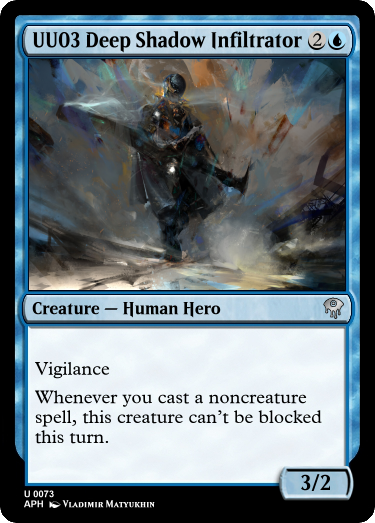 UU03 Deep Shadow Infiltrator 2
Creature — Human Hero
Vigilance
Whenever you cast a noncreature
spell, this creature can't be blocked
this turn.
3/2
U 0073
APH Vladimir Matyukhin